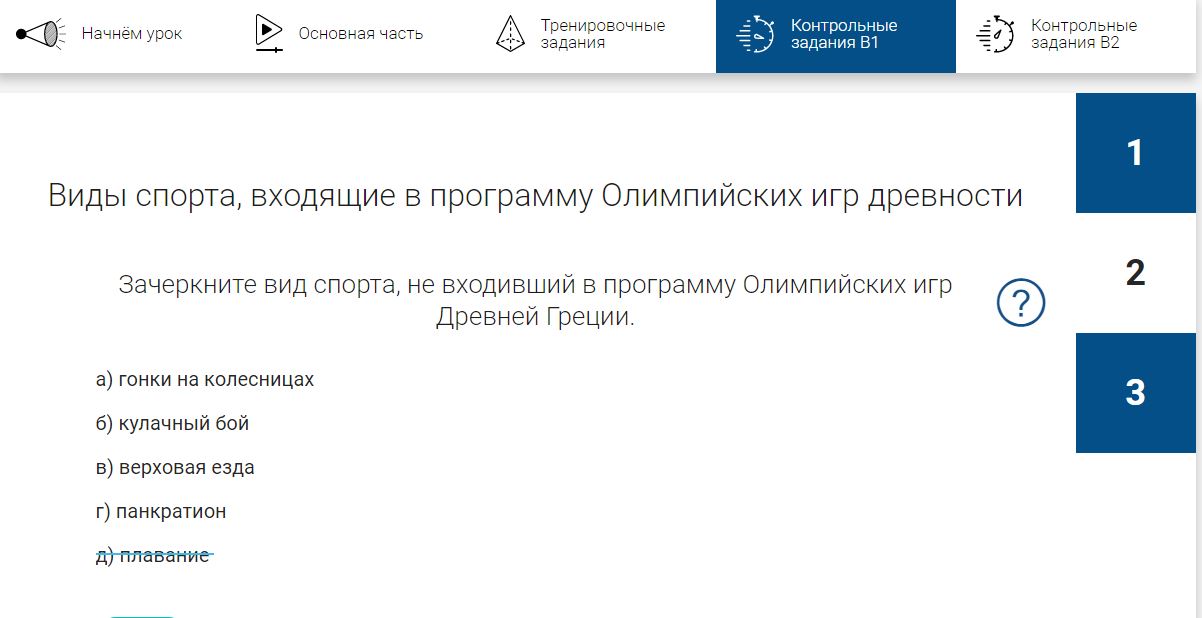 Начнём урок
Основная часть
Тренировочные
задания
Контрольные
задания В1
Контрольные
задания В2
1
2
3
Виды спорта, входящие в программу Олимпийских игр древности
Зачеркните вид спорта, не входивший в программу Олимпийских игр
Древней Греции.
?
а) гонки на колесницах
б) кулачный бой
в) верховая езда
г) панкратион
д) плавание